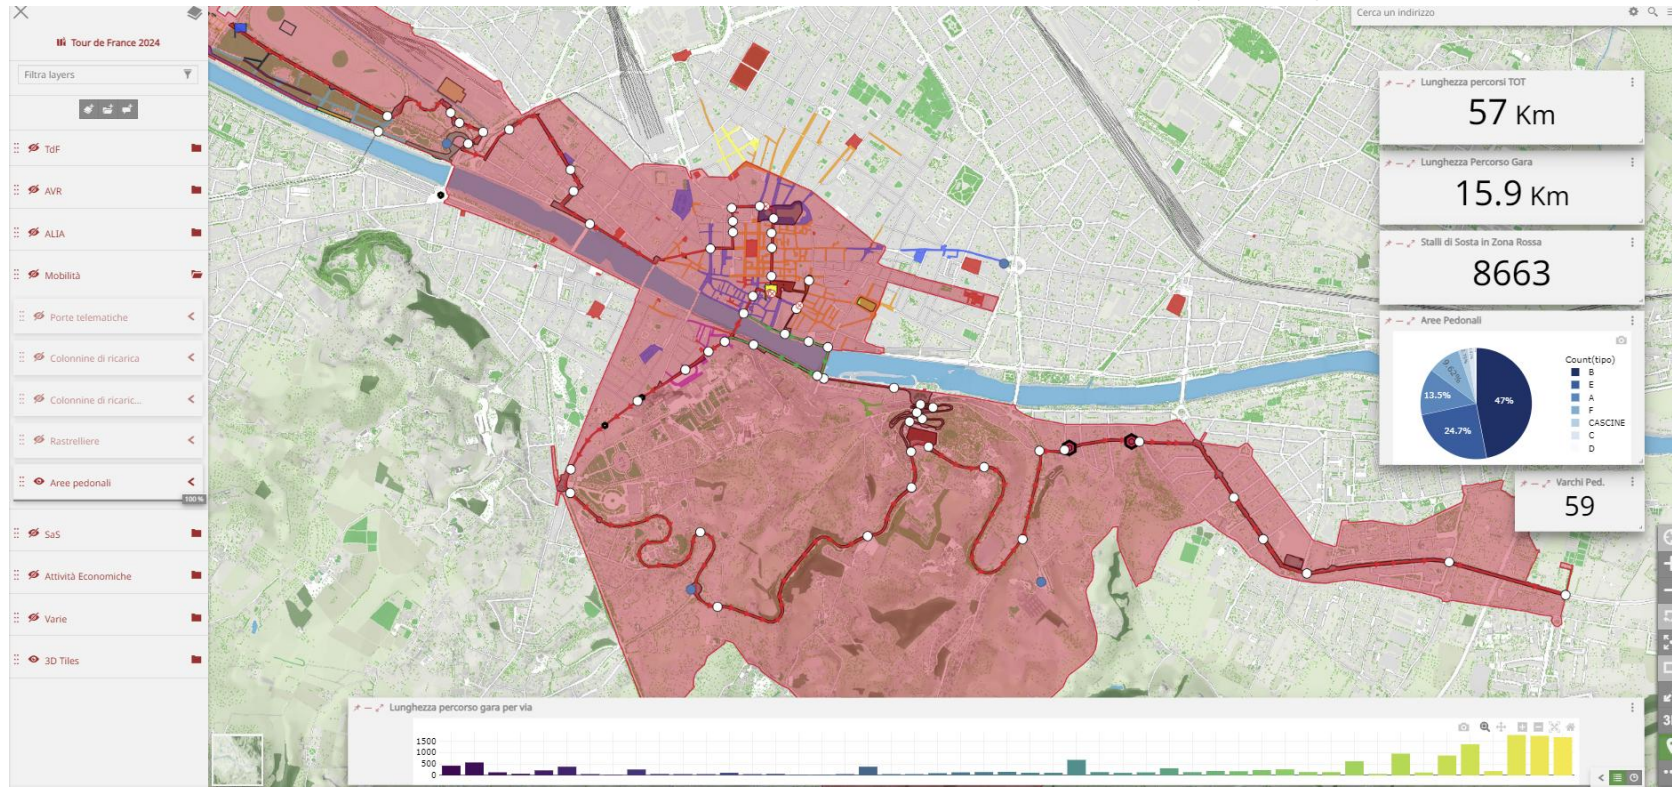 Tour de France 2024
Filtra layers
TdF
AVR
ALIA
Mobilità
Porte telematiche
Colonnine di ricarica
Colonnine di ricaric...
Rastrelliere
Aree pedonali
100 %
SaS
Attività Economiche
Varie
3D Tiles
Cerca un indirizzo
Lunghezza percorsi TOT
57 Km
Lunghezza Percorso Gara
15.9 Km
Stalli di Sosta in Zona Rossa
8663
Aree Pedonali
Count(tipo)
B
E
A
F
CASCINE
C
D
47%
24.7%
13.5%
9.62%
Varchi Ped.
59
Lunghezza percorso gara per via
1500
1000
500
0